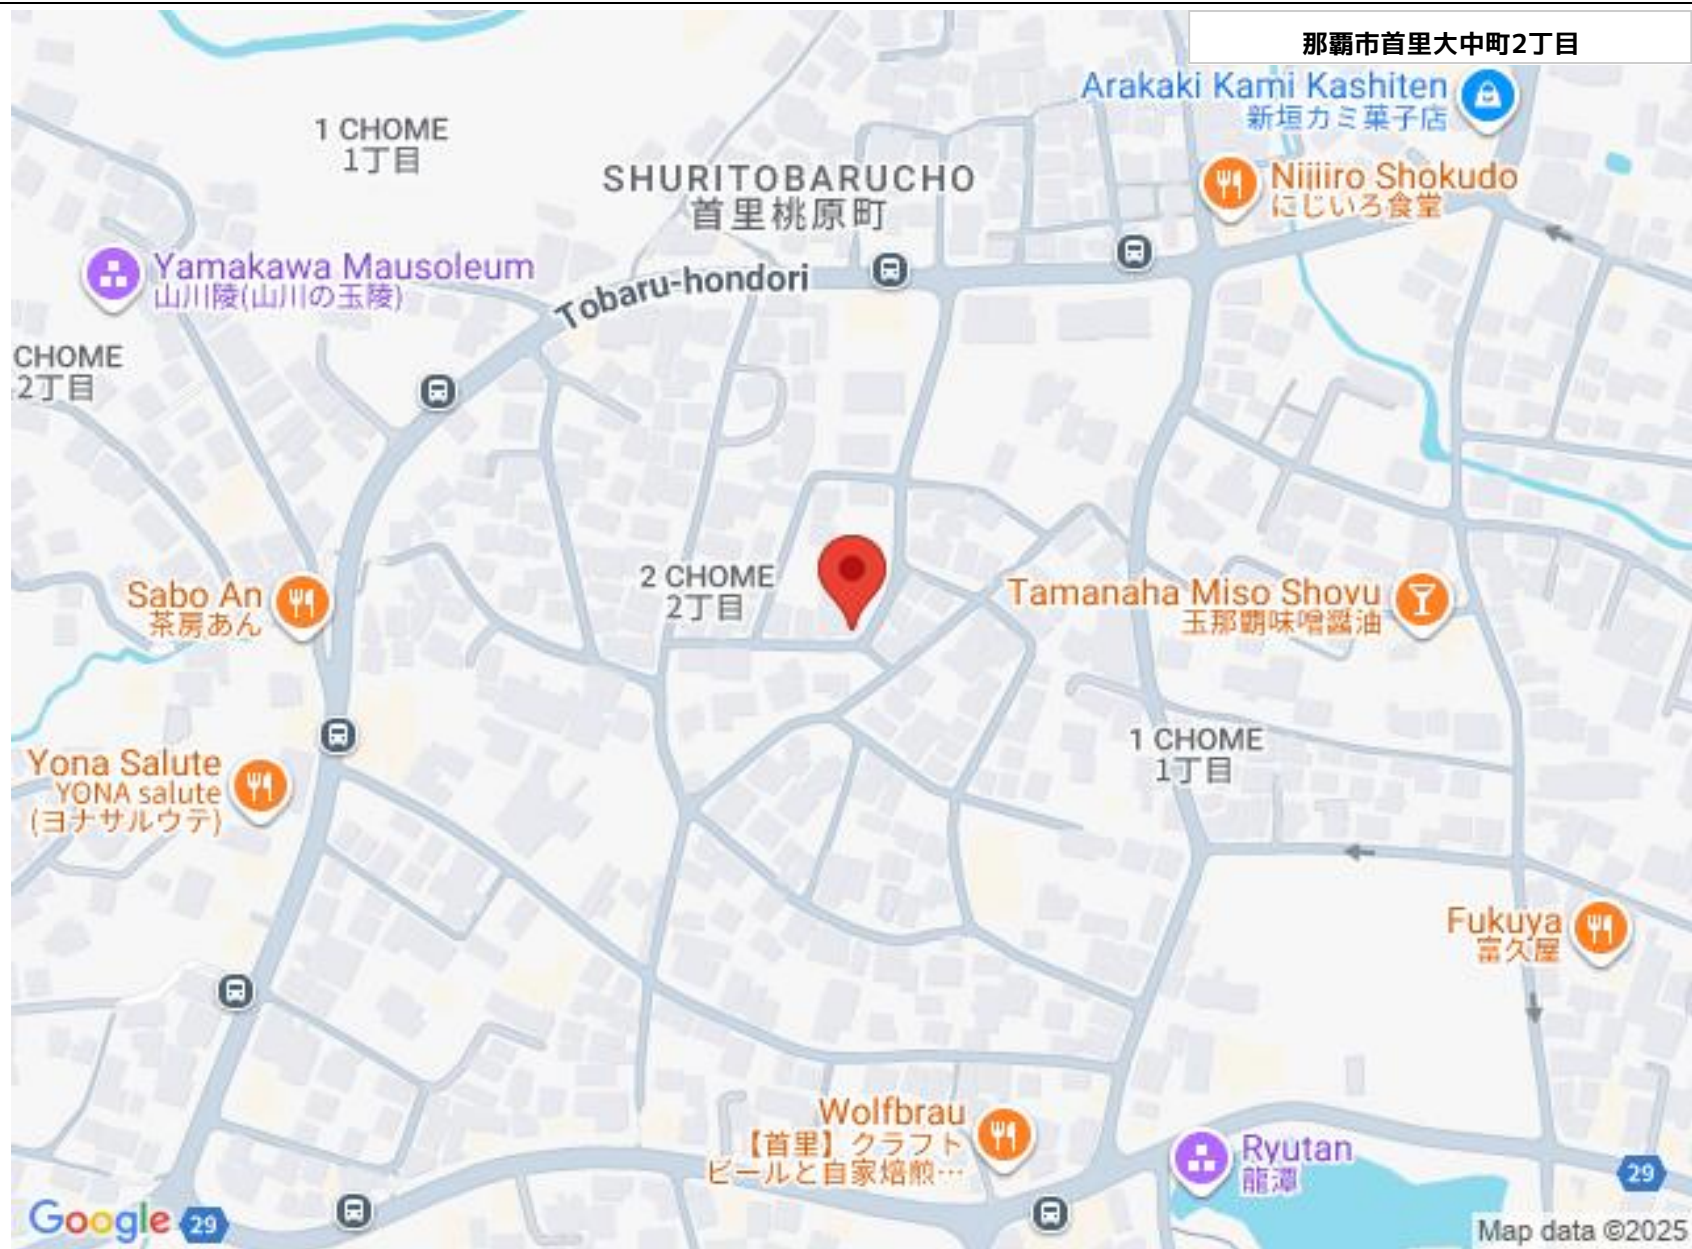 那覇市首里大中町2丁目
Arakaki Kami Kashiten
新垣カミ菓子店
1 CHOME
1丁目
SHURITOBARUCHO
首里桃原町
Nijiiro Shokudo
にじいろ食堂
Yamakawa Mausoleum
山川陵(山川の玉陵)
Tobaru-hondori
CHOME
2丁目
2 CHOME
2丁目
Sabo An
茶房あん
Tamanaha Miso Shoyu
玉那覇味噌醤油
1 CHOME
1丁目
Yona Salute
YONA salute
(ヨナサルウテ)
Fukuya
富久屋
Wolfbrau
【首里】クラフト
ビールと自家焙煎…
Ryutan
龍潭
29
Google
29
Map data ©2025